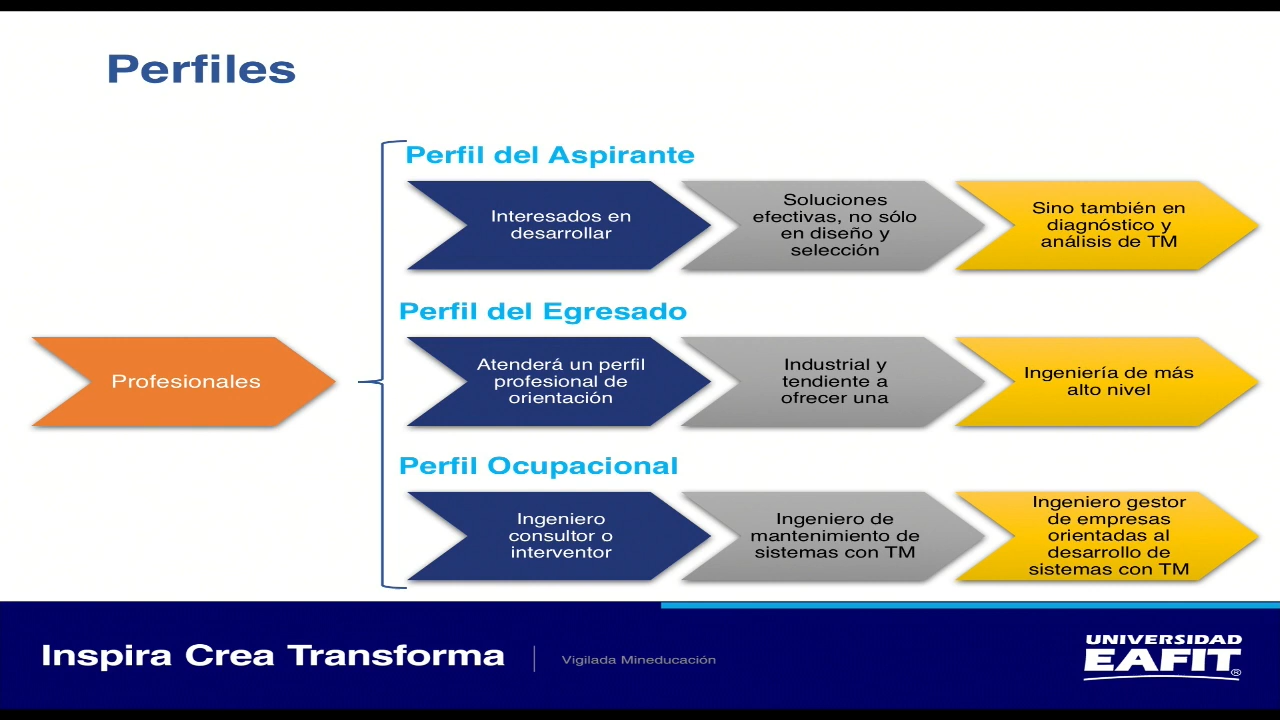 Perfiles
Perfil del Aspirante
Interesados en
desarrollar
Soluciones
efectivas, no sólo
en diseño y
selección
Sino también en
diagnóstico y
análisis de TM
Profesionales
Perfil del Egresado
Atenderá un perfil
profesional de
orientación
Industrial y
tendiente a
ofrecer una
Ingeniería de más
alto nivel
Perfil Ocupacional
Ingeniero
consultor o
interventor
Ingeniero de
mantenimiento de
sistemas con TM
Ingeniero gestor
de empresas
orientadas al
desarrollo de
sistemas con TM
Inspira Crea Transforma
Vigilada Mineducación
UNIVERSIDAD
EAFIT®